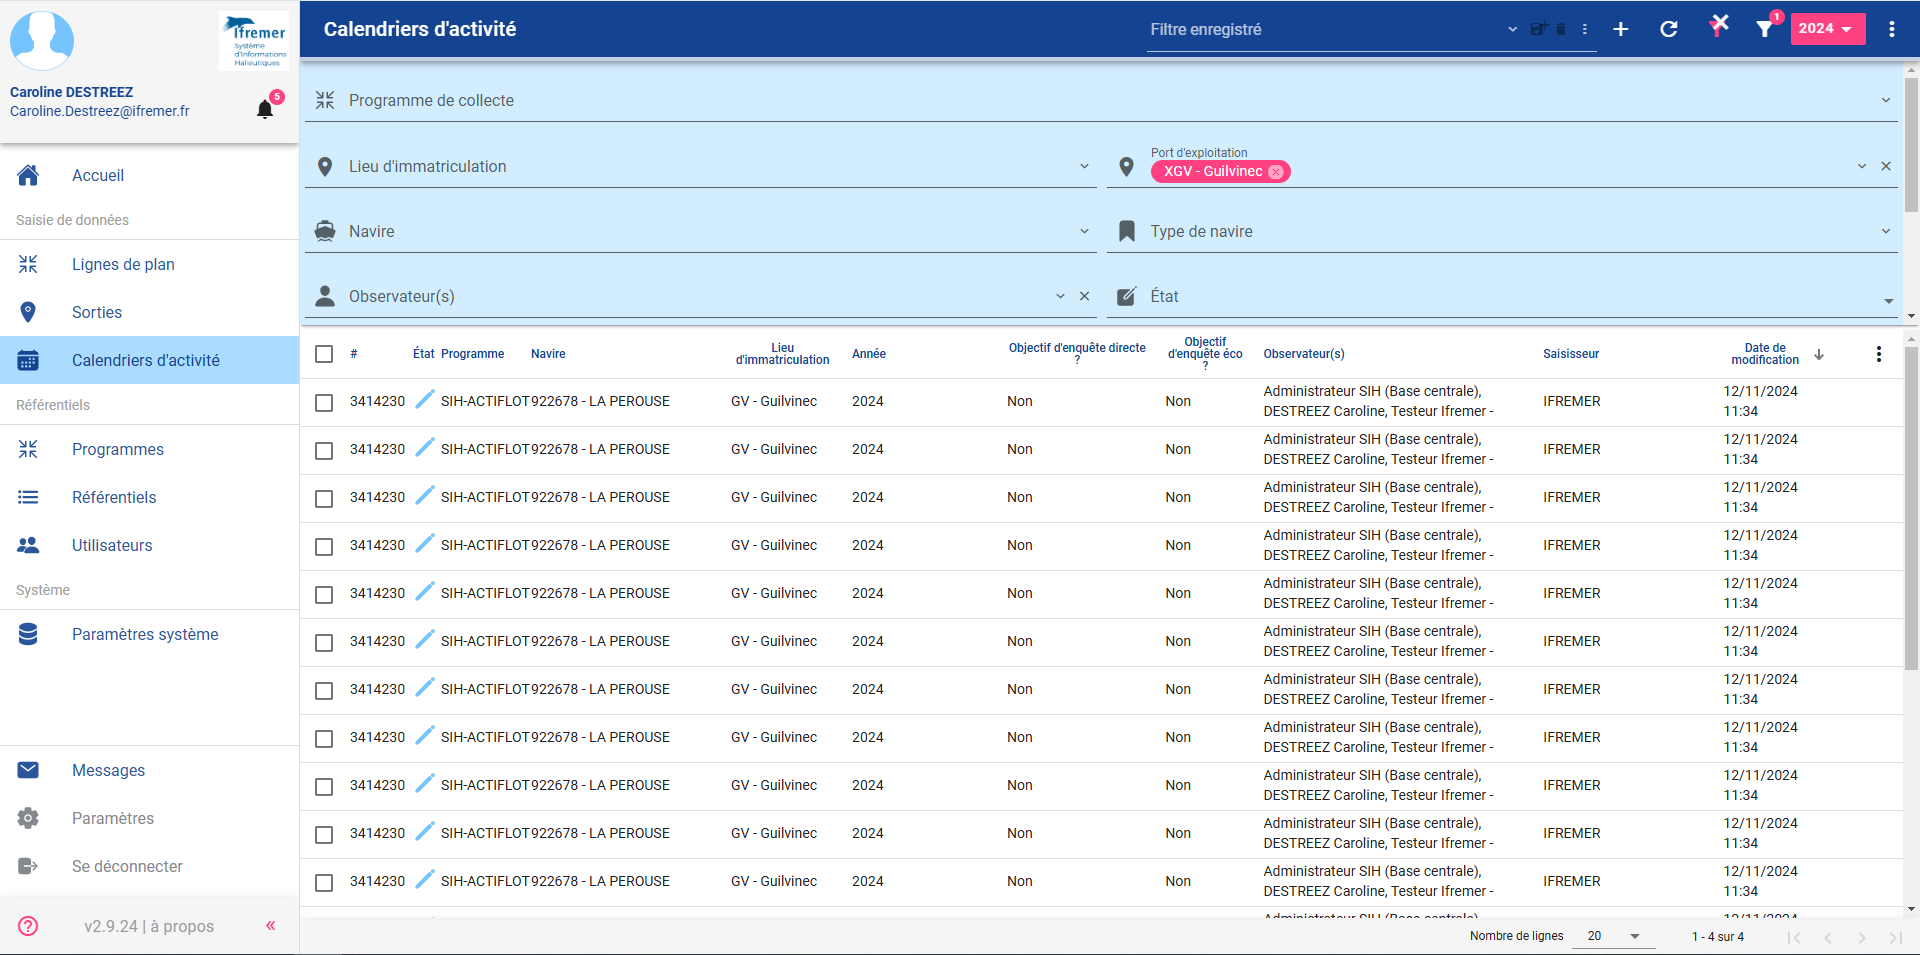 ifremer
Système
d'Informations
Halieutiques
Caroline DESTREEZ
Caroline.Destreez@ifremer.fr
5
Accueil
Saisie de données
Lignes de plan
Sorties
Calendriers d'activité
Référentiels
Programmes
Référentiels
Utilisateurs
Système
Paramètres système
Messages
Paramètres
Se déconnecter
v2.9.24 | à propos
Calendriers d'activité
Filtre enregistré
1
2024
Programme de collecte
Lieu d'immatriculation
Port d'exploitation
XGV - Guilvinec
Navire
Type de navire
Observateur(s)
État
# État Programme Navire Lieu d'immatriculation Année Objectif d'enquête directe ? Objectif d'enquête éco ? Observateur(s) Saisisseur Date de modification
3414230 SIH-ACTIFLOT 922678 - LA PEROUSE GV - Guilvinec 2024 Non Non Administrateur SIH (Base centrale), IFREMER 12/11/2024
DESTREEZ Caroline, Testeur Ifremer - 11:34
3414230 SIH-ACTIFLOT 922678 - LA PEROUSE GV - Guilvinec 2024 Non Non Administrateur SIH (Base centrale), IFREMER 12/11/2024
DESTREEZ Caroline, Testeur Ifremer - 11:34
3414230 SIH-ACTIFLOT 922678 - LA PEROUSE GV - Guilvinec 2024 Non Non Administrateur SIH (Base centrale), IFREMER 12/11/2024
DESTREEZ Caroline, Testeur Ifremer - 11:34
3414230 SIH-ACTIFLOT 922678 - LA PEROUSE GV - Guilvinec 2024 Non Non Administrateur SIH (Base centrale), IFREMER 12/11/2024
DESTREEZ Caroline, Testeur Ifremer - 11:34
3414230 SIH-ACTIFLOT 922678 - LA PEROUSE GV - Guilvinec 2024 Non Non Administrateur SIH (Base centrale), IFREMER 12/11/2024
DESTREEZ Caroline, Testeur Ifremer - 11:34
3414230 SIH-ACTIFLOT 922678 - LA PEROUSE GV - Guilvinec 2024 Non Non Administrateur SIH (Base centrale), IFREMER 12/11/2024
DESTREEZ Caroline, Testeur Ifremer - 11:34
3414230 SIH-ACTIFLOT 922678 - LA PEROUSE GV - Guilvinec 2024 Non Non Administrateur SIH (Base centrale), IFREMER 12/11/2024
DESTREEZ Caroline, Testeur Ifremer - 11:34
3414230 SIH-ACTIFLOT 922678 - LA PEROUSE GV - Guilvinec 2024 Non Non Administrateur SIH (Base centrale), IFREMER 12/11/2024
DESTREEZ Caroline, Testeur Ifremer - 11:34
3414230 SIH-ACTIFLOT 922678 - LA PEROUSE GV - Guilvinec 2024 Non Non Administrateur SIH (Base centrale), IFREMER 12/11/2024
DESTREEZ Caroline, Testeur Ifremer - 11:34
3414230 SIH-ACTIFLOT 922678 - LA PEROUSE GV - Guilvinec 2024 Non Non Administrateur SIH (Base centrale), IFREMER 12/11/2024
DESTREEZ Caroline, Testeur Ifremer - 11:34
3414230 SIH-ACTIFLOT 922678 - LA PEROUSE GV - Guilvinec 2024 Non Non Administrateur SIH (Base centrale), IFREMER 12/11/2024
DESTREEZ Caroline, Testeur Ifremer - 11:34
Administrateur SIH (Base centrale), 12/11/2024
Nombre de lignes 20 1 - 4 sur 4